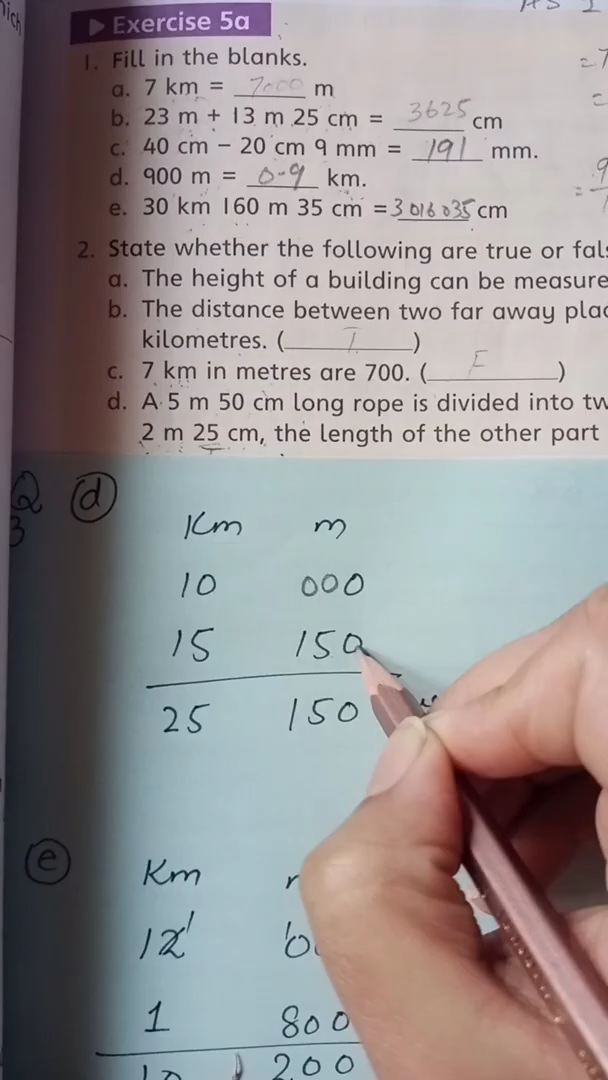 ▶ Exercise 5a
1. Fill in the blanks.
a. 7 km = 7000 m
b. 23 m + 13 m 25 cm = 3625 cm
c. 40 cm − 20 cm 9 mm = 191 mm.
d. 900 m = 0.9 km.
e. 30 km 160 m 35 cm = 3016035 cm
2. State whether the following are true or fals
a. The height of a building can be measure
b. The distance between two far away plac
kilometres. ( T )
c. 7 km in metres are 700. ( F )
d. A 5 m 50 cm long rope is divided into tw
2 m 25 cm, the length of the other part
Q 3 (d)
Km m
10 000
15 150
25 150
(e)
Km
12
1 800
200